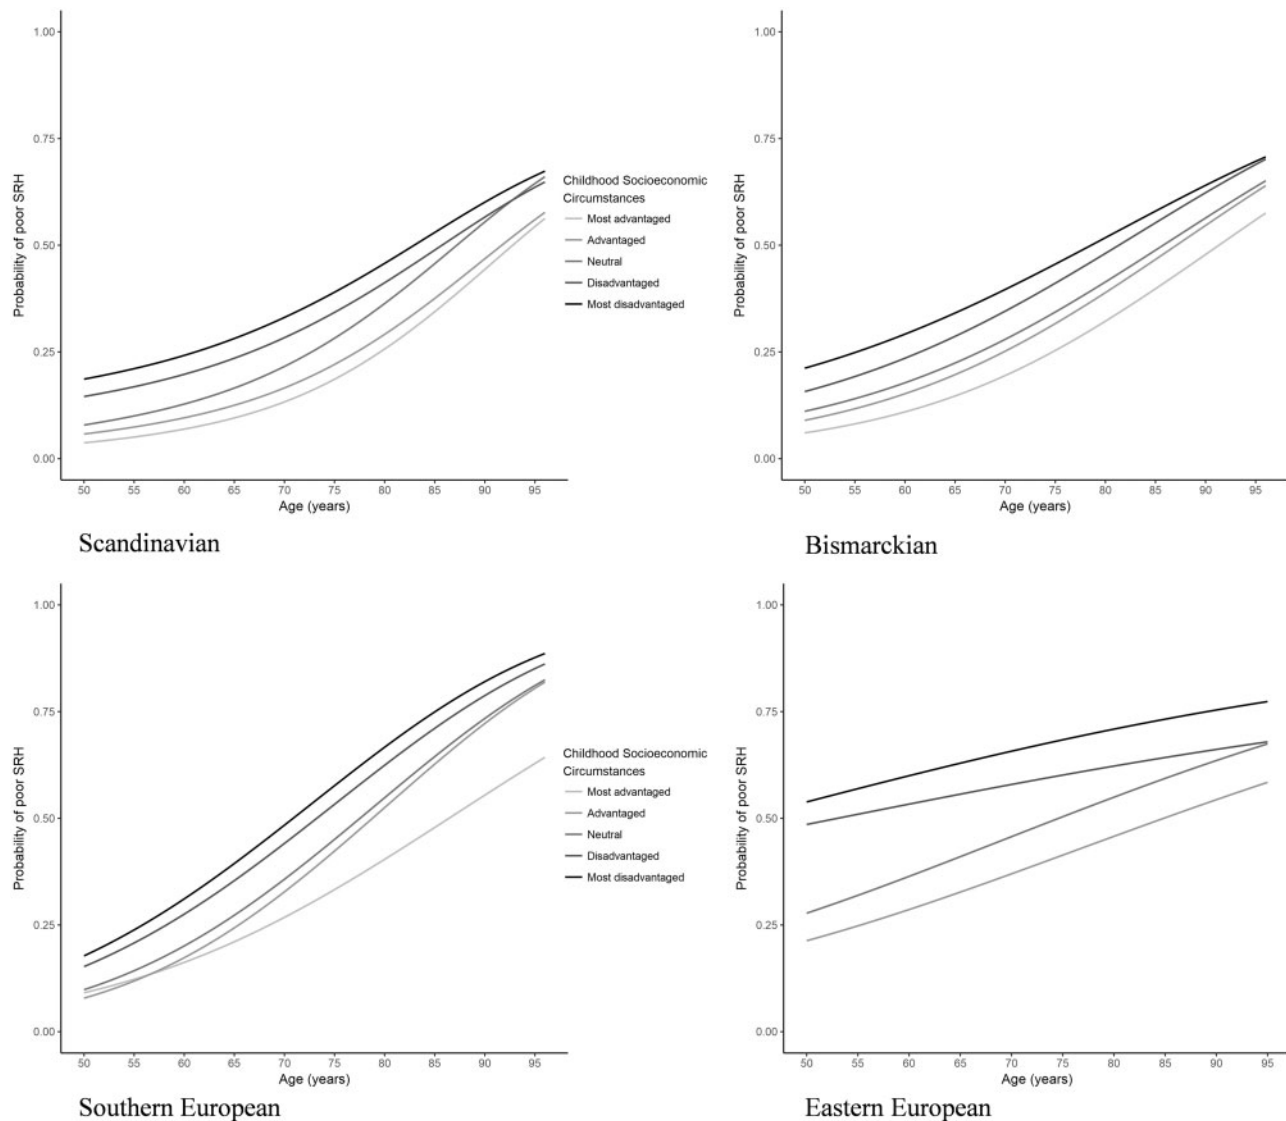 1.00
0.75
0.50
0.25
0.00
Probability of poor SRH
50 55 60 65 70 75 80 85 90 95
Age (years)
Childhood Socioeconomic
Circumstances
Most advantaged
Advantaged
Neutral
Disadvantaged
Most disadvantaged
Scandinavian
1.00
0.75
0.50
0.25
0.00
Probability of poor SRH
50 55 60 65 70 75 80 85 90 95
Age (years)
Bismarckian
1.00
0.75
0.50
0.25
0.00
Probability of poor SRH
50 55 60 65 70 75 80 85 90 95
Age (years)
Childhood Socioeconomic
Circumstances
Most advantaged
Advantaged
Neutral
Disadvantaged
Most disadvantaged
Southern European
1.00
0.75
0.50
0.25
0.00
Probability of poor SRH
50 55 60 65 70 75 80 85 90 95
Age (years)
Eastern European